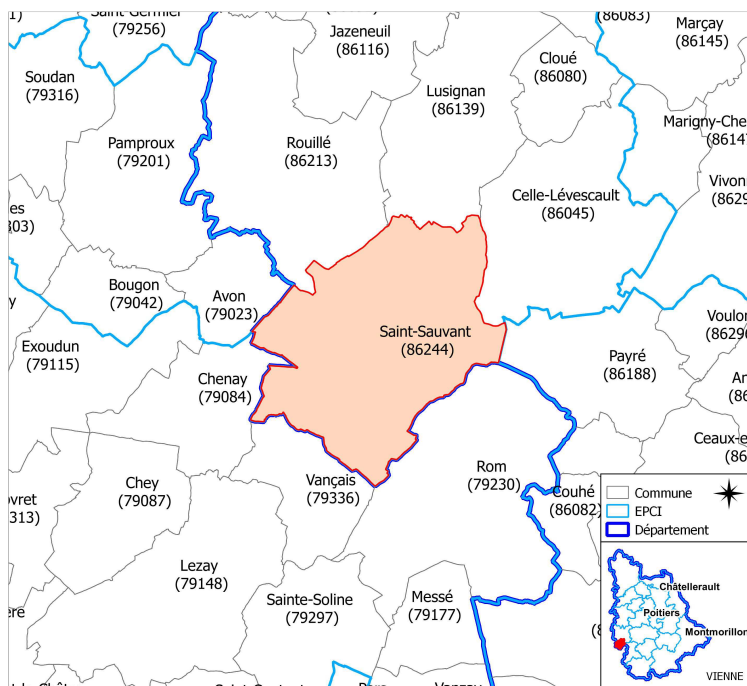 (79256)
Jazeneuil
(86116)
(86083)
Marçay
(86145)
Soudan
(79316)
Cloué
(86080)
Lusignan
(86139)
Pamproux
(79201)
Rouillé
(86213)
Celle-Lévescault
(86045)
Bougon
(79042)
Avon
(79023)
Saint-Sauvant
(86244)
Exoudun
(79115)
Chenay
(79084)
Payré
(86188)
Chey
(79087)
Vançais
(79336)
Rom
(79230)
Couhé
(86082)
Lezay
(79148)
Sainte-Soline
(79297)
Messé
(79177)
Commune
EPCI
Département
Châtellerault
Poitiers
Montmorillon
VIENNE